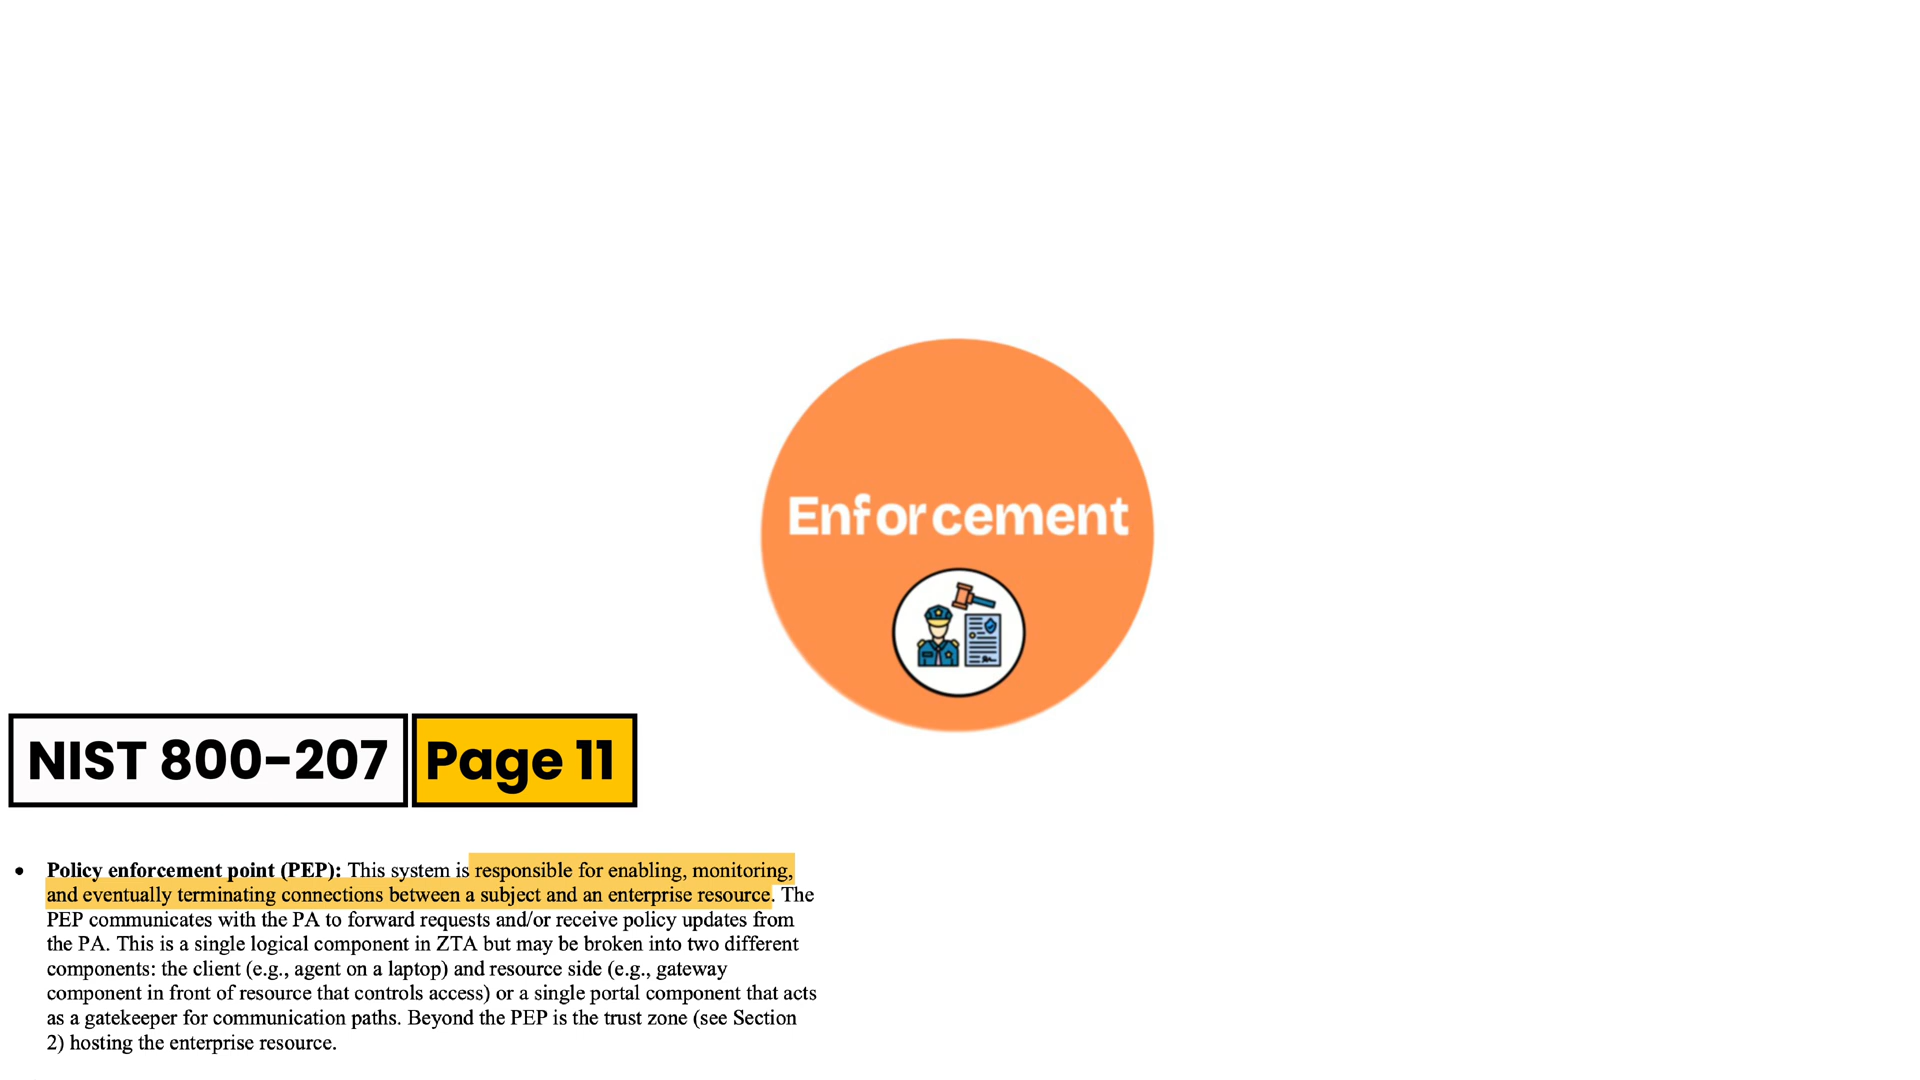 Enforcement
NIST 800-207
Page 11
• Policy enforcement point (PEP): This system is responsible for enabling, monitoring,
and eventually terminating connections between a subject and an enterprise resource. The
PEP communicates with the PA to forward requests and/or receive policy updates from
the PA. This is a single logical component in ZTA but may be broken into two different
components: the client (e.g., agent on a laptop) and resource side (e.g., gateway
component in front of resource that controls access) or a single portal component that acts
as a gatekeeper for communication paths. Beyond the PEP is the trust zone (see Section
2) hosting the enterprise resource.